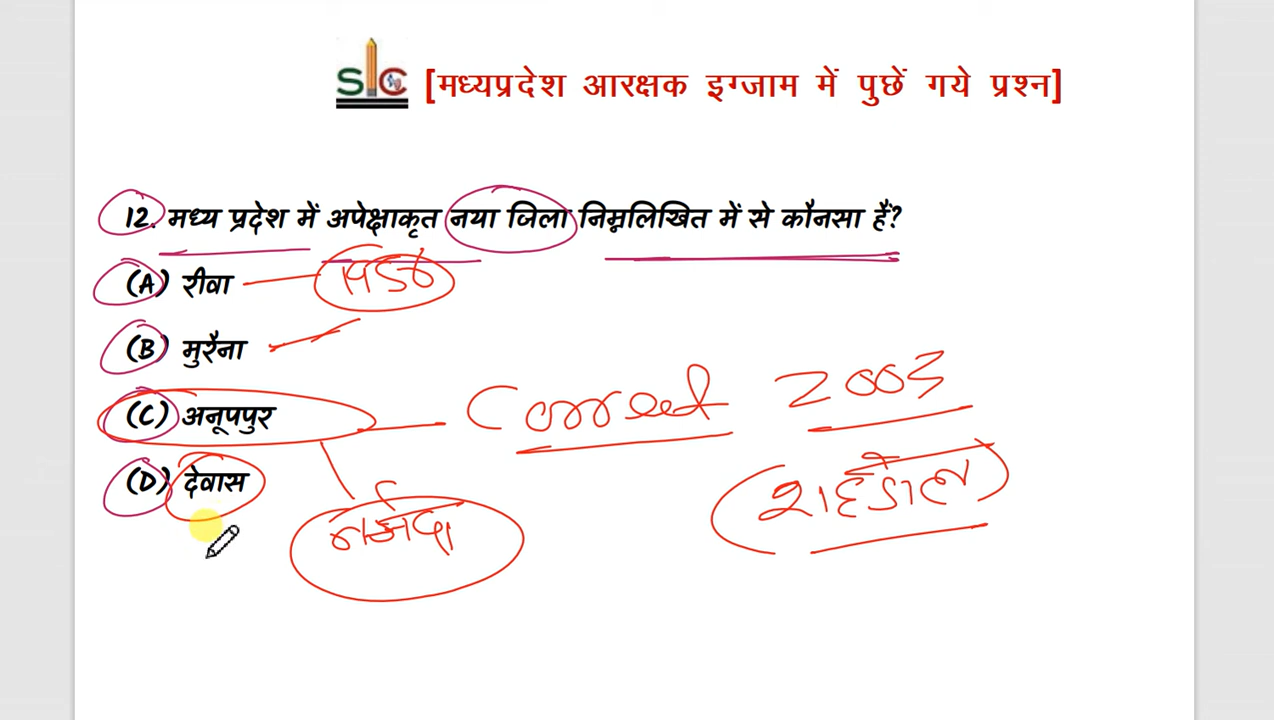 SIC [मध्यप्रदेश आरक्षक इग्जाम में पुछें गये प्रश्न]
12. मध्य प्रदेश में अपेक्षाकृत नया जिला निम्नलिखित में से कौनसा हैं?
(A) रीवा 1956
(B) मुरैना
(C) अनूपपुर Correct 2003
(D) देवास नर्मदा शहडोल